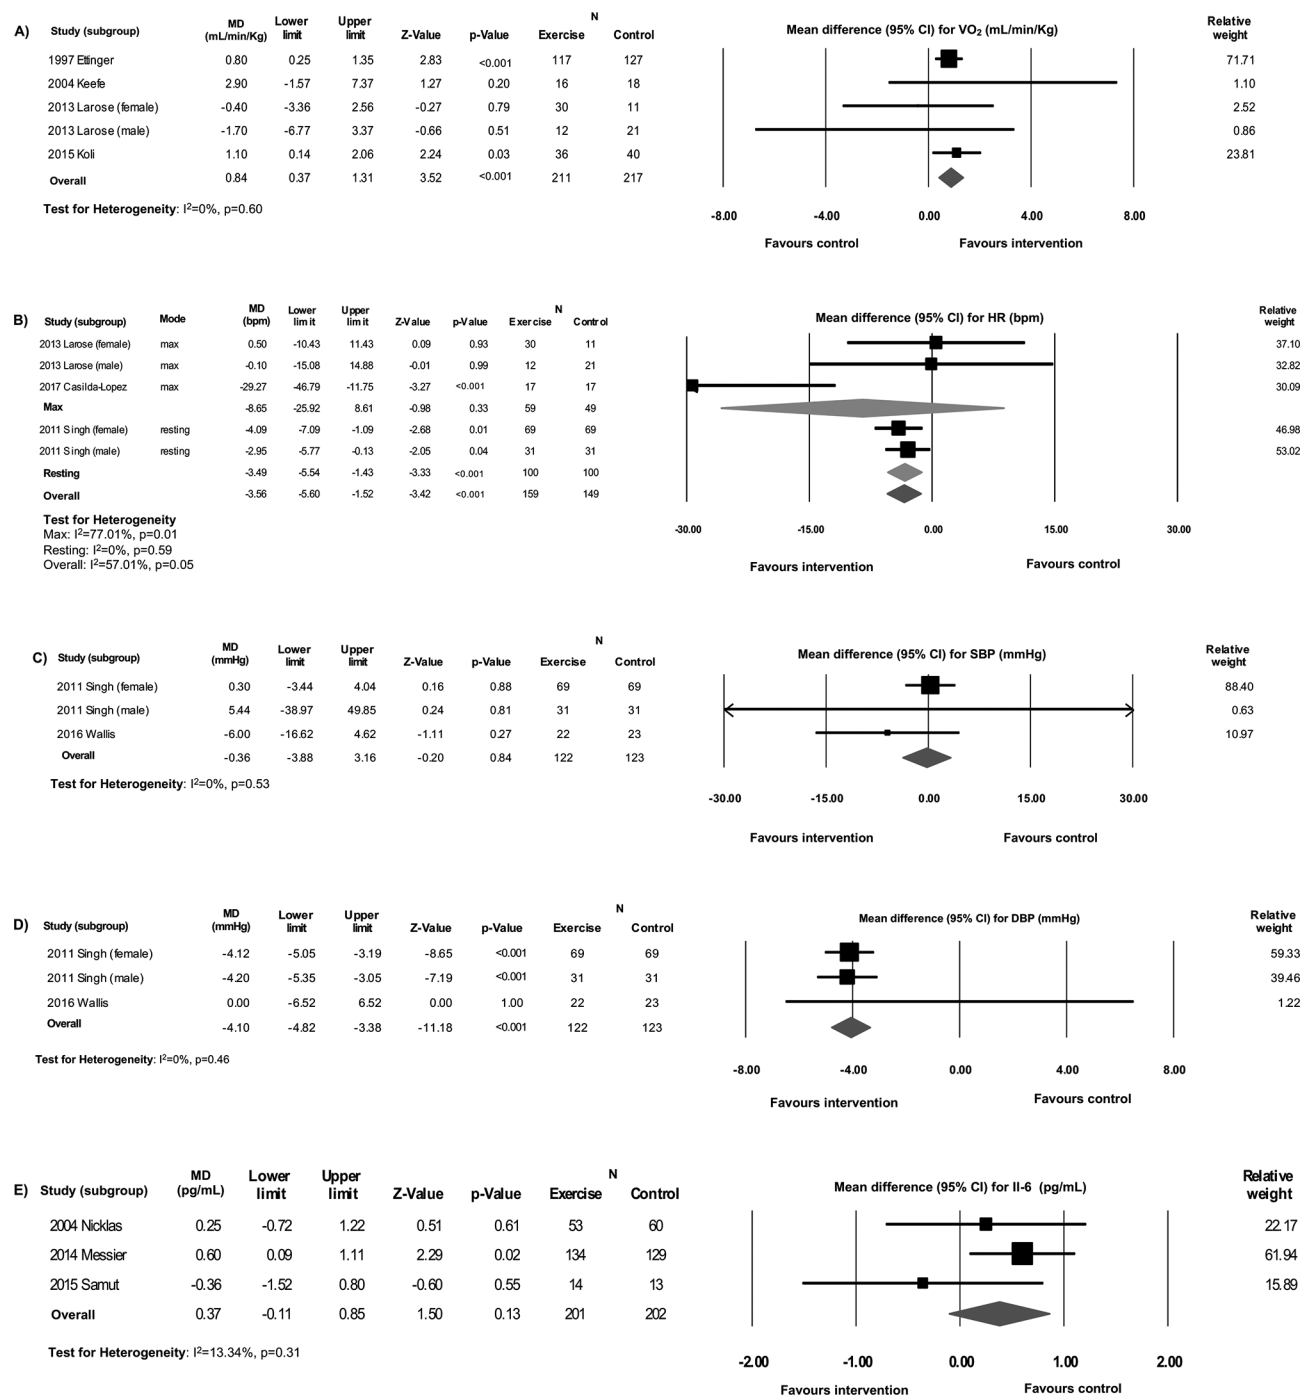 A) Study (subgroup) MD (mL/min/Kg) Lower limit Upper limit Z-Value p-Value N Exercise Control Mean difference (95% CI) for VO2 (mL/min/Kg) Relative weight
1997 Ettinger 0.80 0.25 1.35 2.83 <0.001 117 127 71.71
2004 Keefe 2.90 -1.57 7.37 1.27 0.20 16 18 1.10
2013 Larose (female) -0.40 -3.36 2.56 -0.27 0.79 30 11 2.52
2013 Larose (male) -1.70 -6.77 3.37 -0.66 0.51 12 21 0.86
2015 Koli 1.10 0.14 2.06 2.24 0.03 36 40 23.81
Overall 0.84 0.37 1.31 3.52 <0.001 211 217
Test for Heterogeneity: I2=0%, p=0.60
-8.00 -4.00 0.00 4.00 8.00
Favours control Favours intervention
B) Study (subgroup) Mode MD (bpm) Lower limit Upper limit Z-Value p-Value N Exercise Control Mean difference (95% CI) for HR (bpm) Relative weight
2013 Larose (female) max 0.50 -10.43 11.43 0.09 0.93 30 11 37.10
2013 Larose (male) max -0.10 -15.08 14.88 -0.01 0.99 12 21 32.82
2017 Casilda-Lopez max -29.27 -46.79 -11.75 -3.27 <0.001 17 17 30.09
Max -8.65 -25.92 8.61 -0.98 0.33 59 49
2011 Singh (female) resting -4.09 -7.09 -1.09 -2.68 0.01 69 69 46.98
2011 Singh (male) resting -2.95 -5.77 -0.13 -2.05 0.04 31 31 53.02
Resting -3.49 -5.54 -1.43 -3.33 <0.001 100 100
Overall -3.56 -5.60 -1.52 -3.42 <0.001 159 149
Test for Heterogeneity
Max: I2=77.01%, p=0.01
Resting: I2=0%, p=0.59
Overall: I2=57.01%, p=0.05
-30.00 -15.00 0.00 15.00 30.00
Favours intervention Favours control
C) Study (subgroup) MD (mmHg) Lower limit Upper limit Z-Value p-Value N Exercise Control Mean difference (95% CI) for SBP (mmHg) Relative weight
2011 Singh (female) 0.30 -3.44 4.04 0.16 0.88 69 69 88.40
2011 Singh (male) 5.44 -38.97 49.85 0.24 0.81 31 31 0.63
2016 Wallis -6.00 -16.62 4.62 -1.11 0.27 22 23 10.97
Overall -0.36 -3.88 3.16 -0.20 0.84 122 123
Test for Heterogeneity: I2=0%, p=0.53
-30.00 -15.00 0.00 15.00 30.00
Favours intervention Favours control
D) Study (subgroup) MD (mmHg) Lower limit Upper limit Z-Value p-Value N Exercise Control Mean difference (95% CI) for DBP (mmHg) Relative weight
2011 Singh (female) -4.12 -5.05 -3.19 -8.65 <0.001 69 69 59.33
2011 Singh (male) -4.20 -5.35 -3.05 -7.19 <0.001 31 31 39.46
2016 Wallis 0.00 -6.52 6.52 0.00 1.00 22 23 1.22
Overall -4.10 -4.82 -3.38 -11.18 <0.001 122 123
Test for Heterogeneity: I2=0%, p=0.46
-8.00 -4.00 0.00 4.00 8.00
Favours intervention Favours control
E) Study (subgroup) MD (pg/mL) Lower limit Upper limit Z-Value p-Value N Exercise Control Mean difference (95% CI) for Il-6 (pg/mL) Relative weight
2004 Nicklas 0.25 -0.72 1.22 0.51 0.61 53 60 22.17
2014 Messier 0.60 0.09 1.11 2.29 0.02 134 129 61.94
2015 Samut -0.36 -1.52 0.80 -0.60 0.55 14 13 15.89
Overall 0.37 -0.11 0.85 1.50 0.13 201 202
Test for Heterogeneity: I2=13.34%, p=0.31
-2.00 -1.00 0.00 1.00 2.00
Favours intervention Favours control